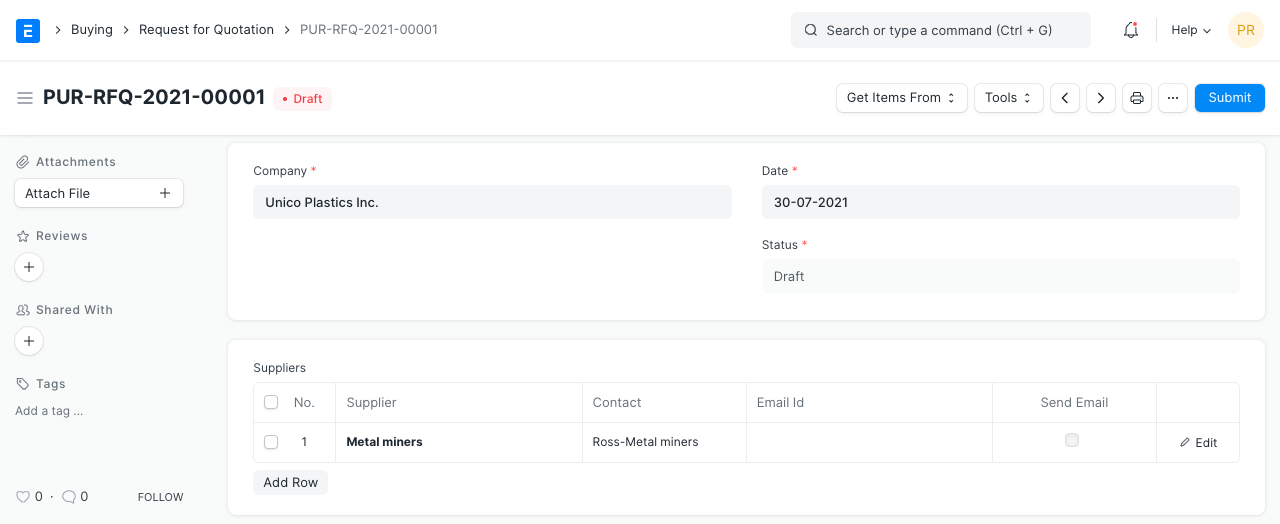 E > Buying > Request for Quotation > PUR-RFQ-2021-00001
Search or type a command (Ctrl + G)
Help
PR
PUR-RFQ-2021-00001 • Draft
Get Items From
Tools
...
Submit
Attachments
Attach File +
Reviews
+
Shared With
+
Tags
Add a tag ...
0 · 0 FOLLOW
Company *
Unico Plastics Inc.
Date *
30-07-2021
Status *
Draft
Suppliers
No. Supplier Contact Email Id Send Email
1 Metal miners Ross-Metal miners Edit
Add Row